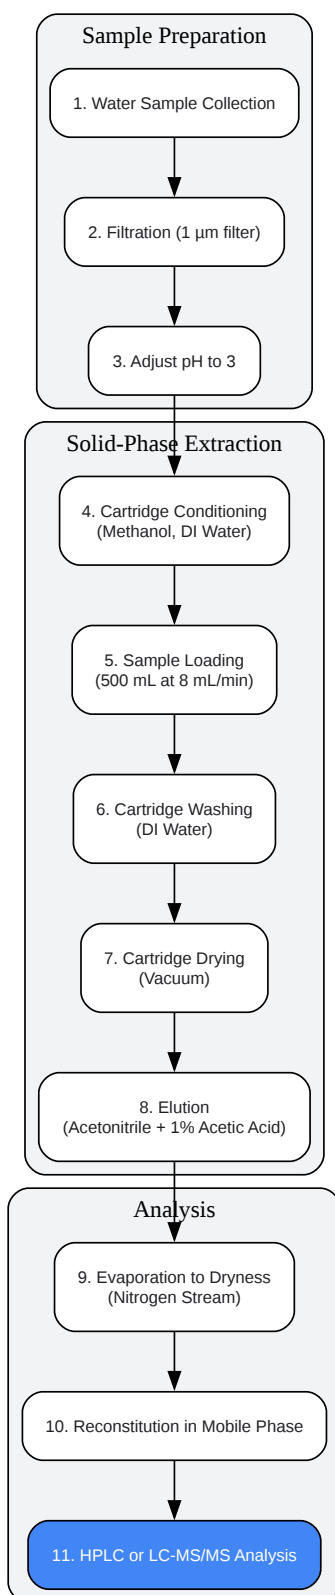 Sample Preparation
1. Water Sample Collection
2. Filtration (1 µm filter)
3. Adjust pH to 3
Solid-Phase Extraction
4. Cartridge Conditioning
(Methanol, DI Water)
5. Sample Loading
(500 mL at 8 mL/min)
6. Cartridge Washing
(DI Water)
7. Cartridge Drying
(Vacuum)
8. Elution
(Acetonitrile + 1% Acetic Acid)
Analysis
9. Evaporation to Dryness
(Nitrogen Stream)
10. Reconstitution in Mobile Phase
11. HPLC or LC-MS/MS Analysis